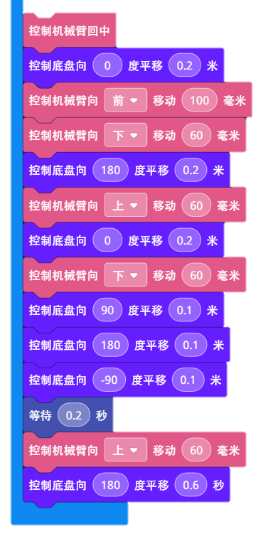 控制机械臂回中
控制底盘向 0 度平移 0.2 米
控制机械臂向 前 移动 100 毫米
控制机械臂向 下 移动 60 毫米
控制底盘向 180 度平移 0.2 米
控制机械臂向 上 移动 60 毫米
控制底盘向 0 度平移 0.2 米
控制机械臂向 下 移动 60 毫米
控制底盘向 90 度平移 0.1 米
控制底盘向 180 度平移 0.1 米
控制底盘向 -90 度平移 0.1 米
等待 0.2 秒
控制机械臂向 上 移动 60 毫米
控制底盘向 180 度平移 0.6 秒